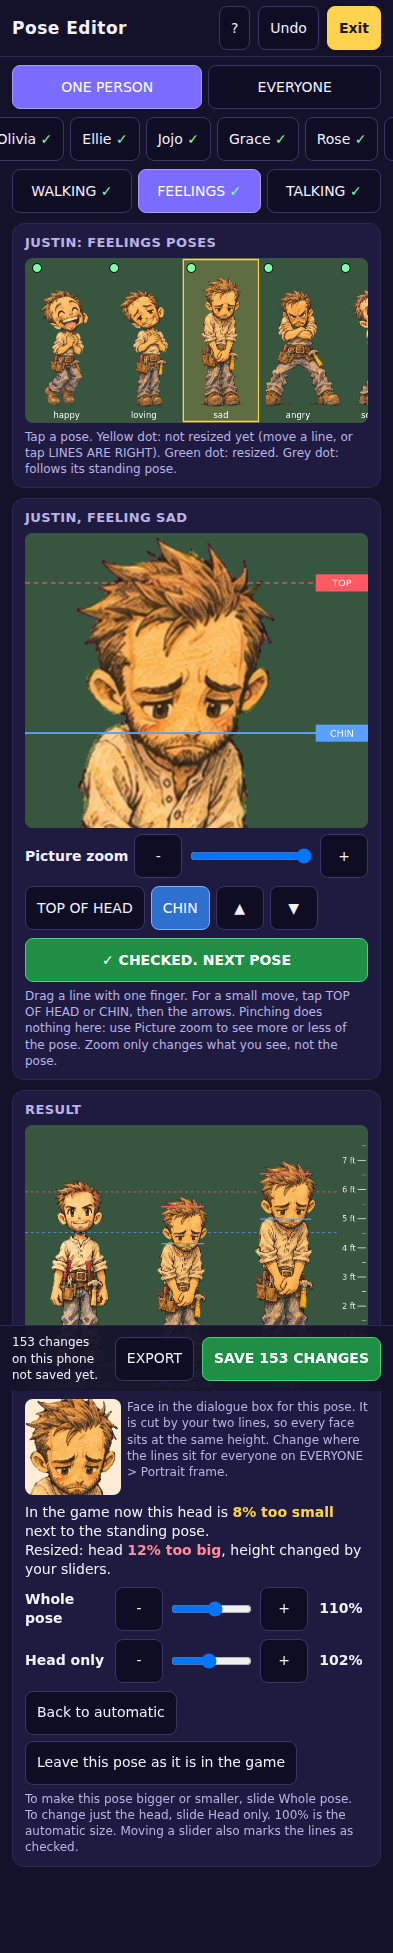 Pose Editor
?
Undo
Exit
ONE PERSON
EVERYONE
Olivia ✓
Ellie ✓
Jojo ✓
Grace ✓
Rose ✓
WALKING ✓
FEELINGS ✓
TALKING ✓
JUSTIN: FEELINGS POSES
happy
loving
sad
angry
Tap a pose. Yellow dot: not resized yet (move a line, or
tap LINES ARE RIGHT). Green dot: resized. Grey dot:
follows its standing pose.
JUSTIN, FEELING SAD
TOP
CHIN
Picture zoom
-
+
TOP OF HEAD
CHIN
▲
▼
✓ CHECKED. NEXT POSE
Drag a line with one finger. For a small move, tap TOP
OF HEAD or CHIN, then the arrows. Pinching does
nothing here: use Picture zoom to see more or less of
the pose. Zoom only changes what you see, not the
pose.
RESULT
7 ft
6 ft
5 ft
4 ft
3 ft
2 ft
153 changes
on this phone
not saved yet.
EXPORT
SAVE 153 CHANGES
Face in the dialogue box for this pose. It
is cut by your two lines, so every face
sits at the same height. Change where
the lines sit for everyone on EVERYONE
> Portrait frame.
In the game now this head is 8% too small
next to the standing pose.
Resized: head 12% too big, height changed by
your sliders.
Whole
pose
-
+
110%
Head only
-
+
102%
Back to automatic
Leave this pose as it is in the game
To make this pose bigger or smaller, slide Whole pose.
To change just the head, slide Head only. 100% is the
automatic size. Moving a slider also marks the lines as
checked.